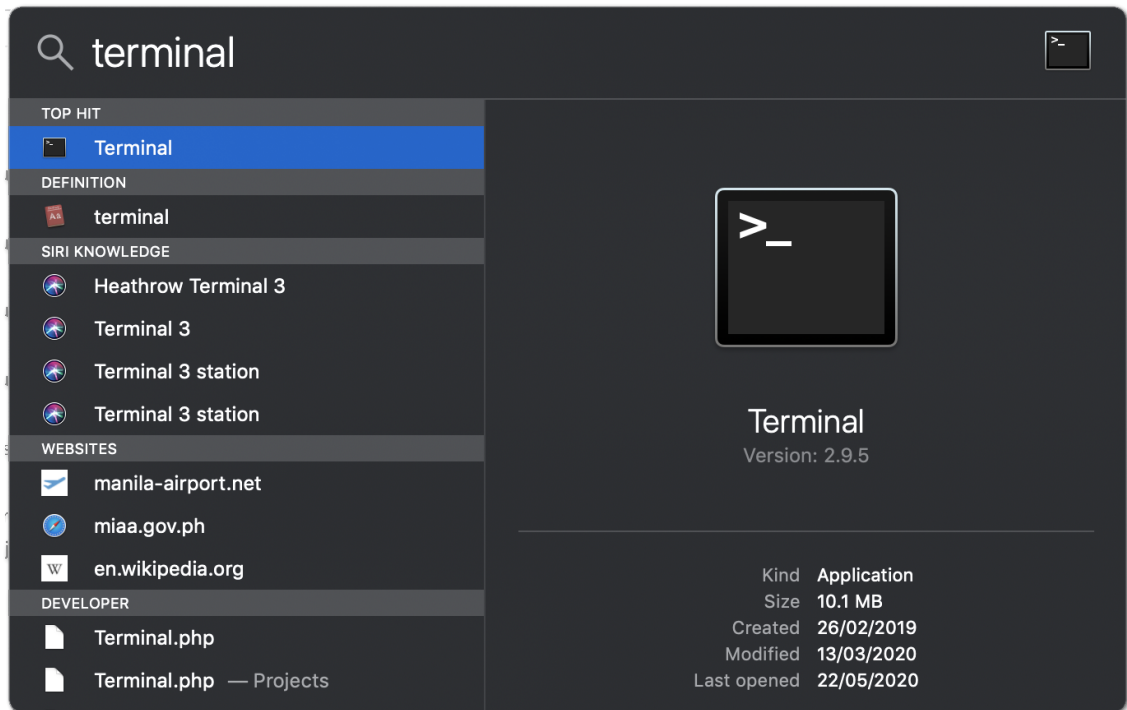 terminal
TOP HIT
Terminal
DEFINITION
terminal
SIRI KNOWLEDGE
Heathrow Terminal 3
Terminal 3
Terminal 3 station
Terminal 3 station
WEBSITES
manila-airport.net
miaa.gov.ph
en.wikipedia.org
DEVELOPER
Terminal.php
Terminal.php — Projects
>_
Terminal
Version: 2.9.5
Kind Application
Size 10.1 MB
Created 26/02/2019
Modified 13/03/2020
Last opened 22/05/2020